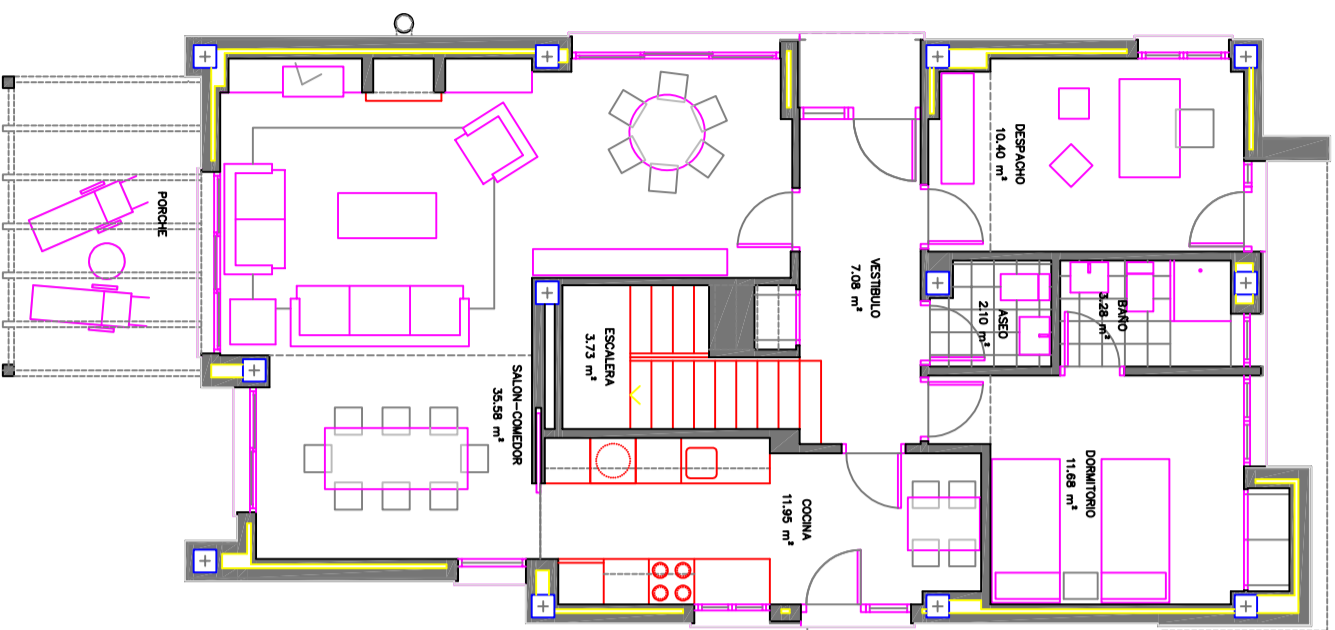 DESPACHO
10.40 m²
PORCHE
VESTIBULO
7.08 m²
BAÑO
3.28 m²
ASEO
2.10 m²
ESCALERA
3.73 m²
SALON-COMEDOR
35.58 m²
DORMITORIO
11.68 m²
COCINA
11.95 m²